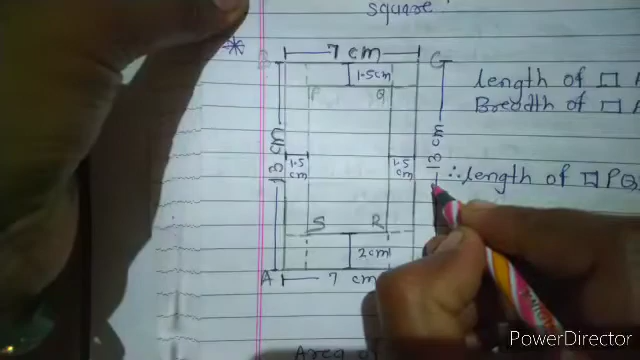 square
* 7 cm C
1.5cm
length of □
P Q
Breadth of □
13 cm 1.5 cm 1.5 cm 13 cm
∴ length of □ PQ
S R
2cm
A 7 cm
Area of
PowerDirector